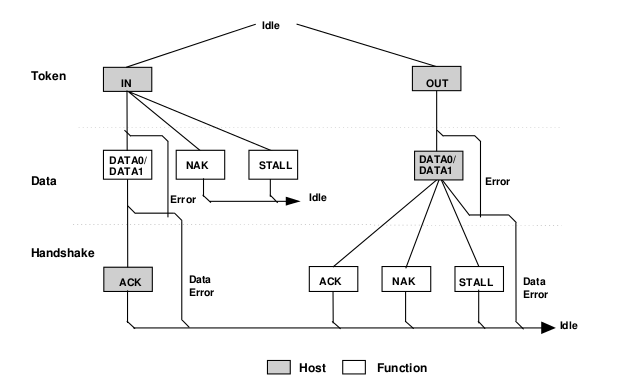 Idle
Token
IN
OUT
DATA0/
DATA1
NAK
STALL
DATA0/
DATA1
Data
Error
Error
Idle
Handshake
ACK
Data
Error
ACK
NAK
STALL
Data
Error
Idle
Host
Function